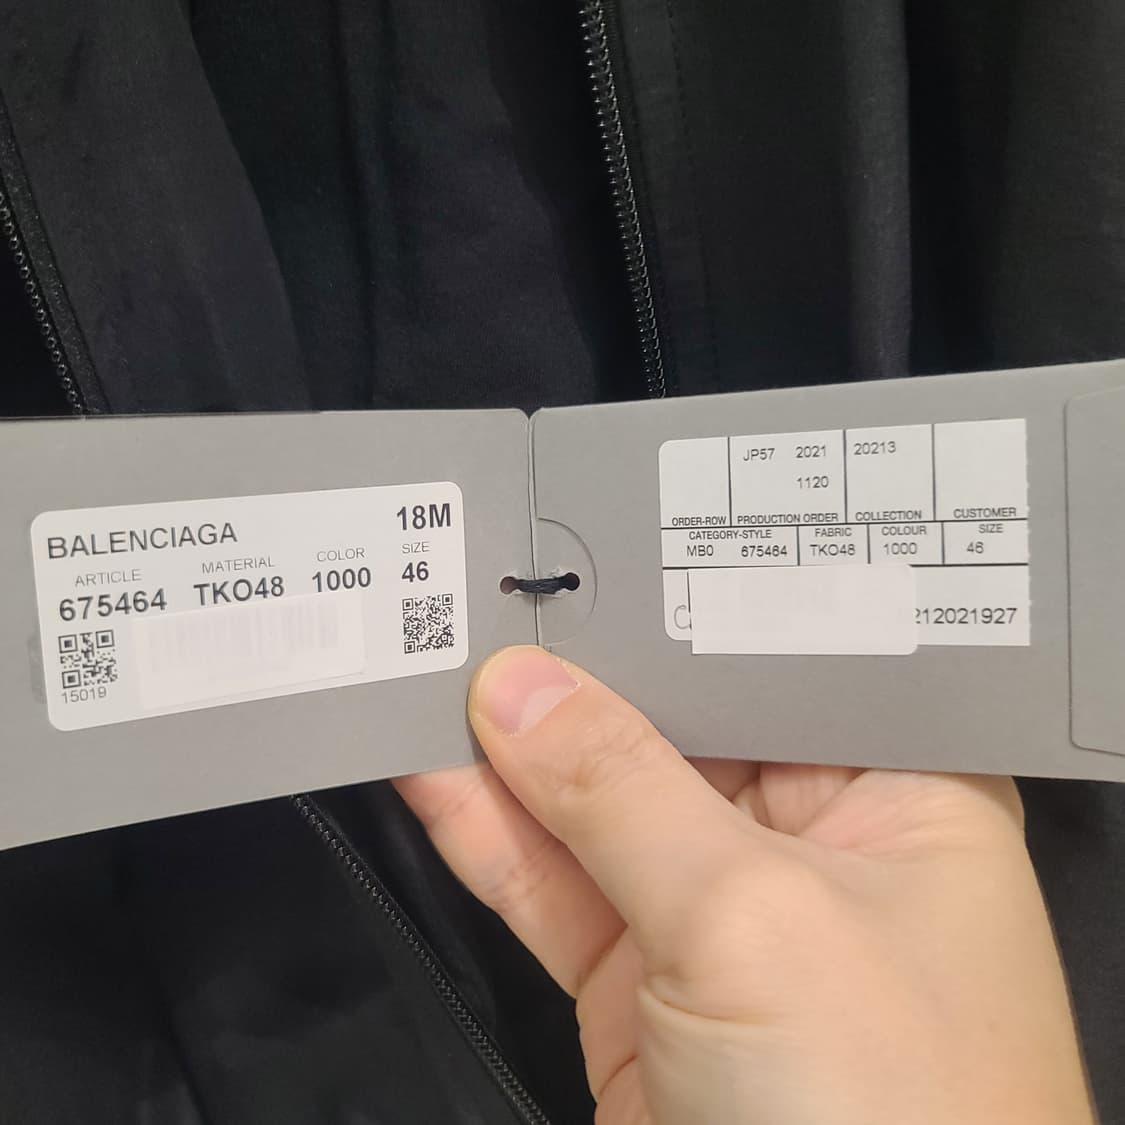 BALENCIAGA 18M
ARTICLE MATERIAL COLOR SIZE
675464 TKO48 1000 46
15019
JP57 2021 20213
1120
ORDER-ROW PRODUCTION ORDER COLLECTION CUSTOMER
CATEGORY-STYLE FABRIC COLOUR SIZE
MB0 675464 TKO48 1000 46
212021927